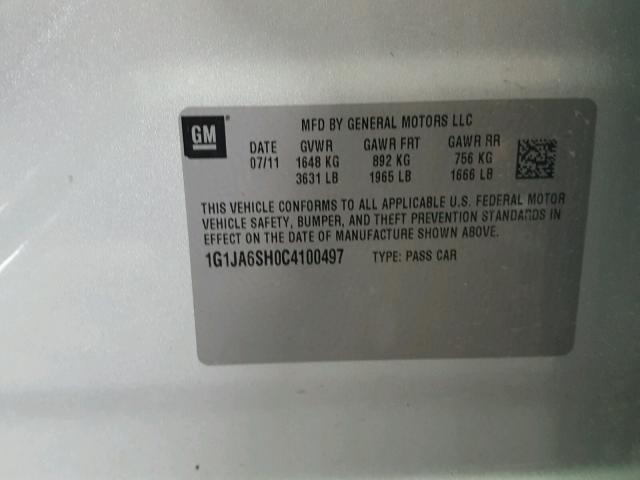 GM
MFD BY GENERAL MOTORS LLC
DATE GVWR GAWR FRT GAWR RR
07/11 1648 KG 892 KG 756 KG
3631 LB 1965 LB 1666 LB
THIS VEHICLE CONFORMS TO ALL APPLICABLE U.S. FEDERAL MOTOR
VEHICLE SAFETY, BUMPER, AND THEFT PREVENTION STANDARDS IN
EFFECT ON THE DATE OF MANUFACTURE SHOWN ABOVE.
1G1JA6SH0C4100497 TYPE: PASS CAR